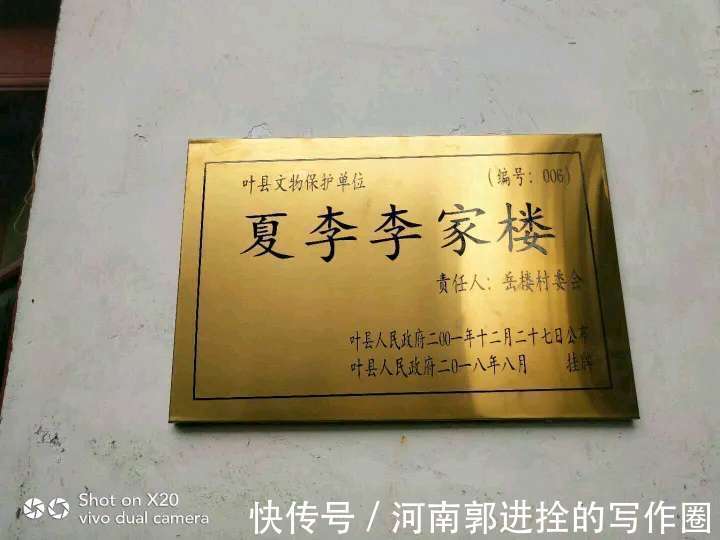 叶县文物保护单位 (编号：006)
夏李李家楼
责任人：岳楼村委会
叶县人民政府二00一年十二月二十七日公布
叶县人民政府二0一八年八月 挂牌
Shot on X20
vivo dual camera
快传号 / 河南郭进拴的写作圈